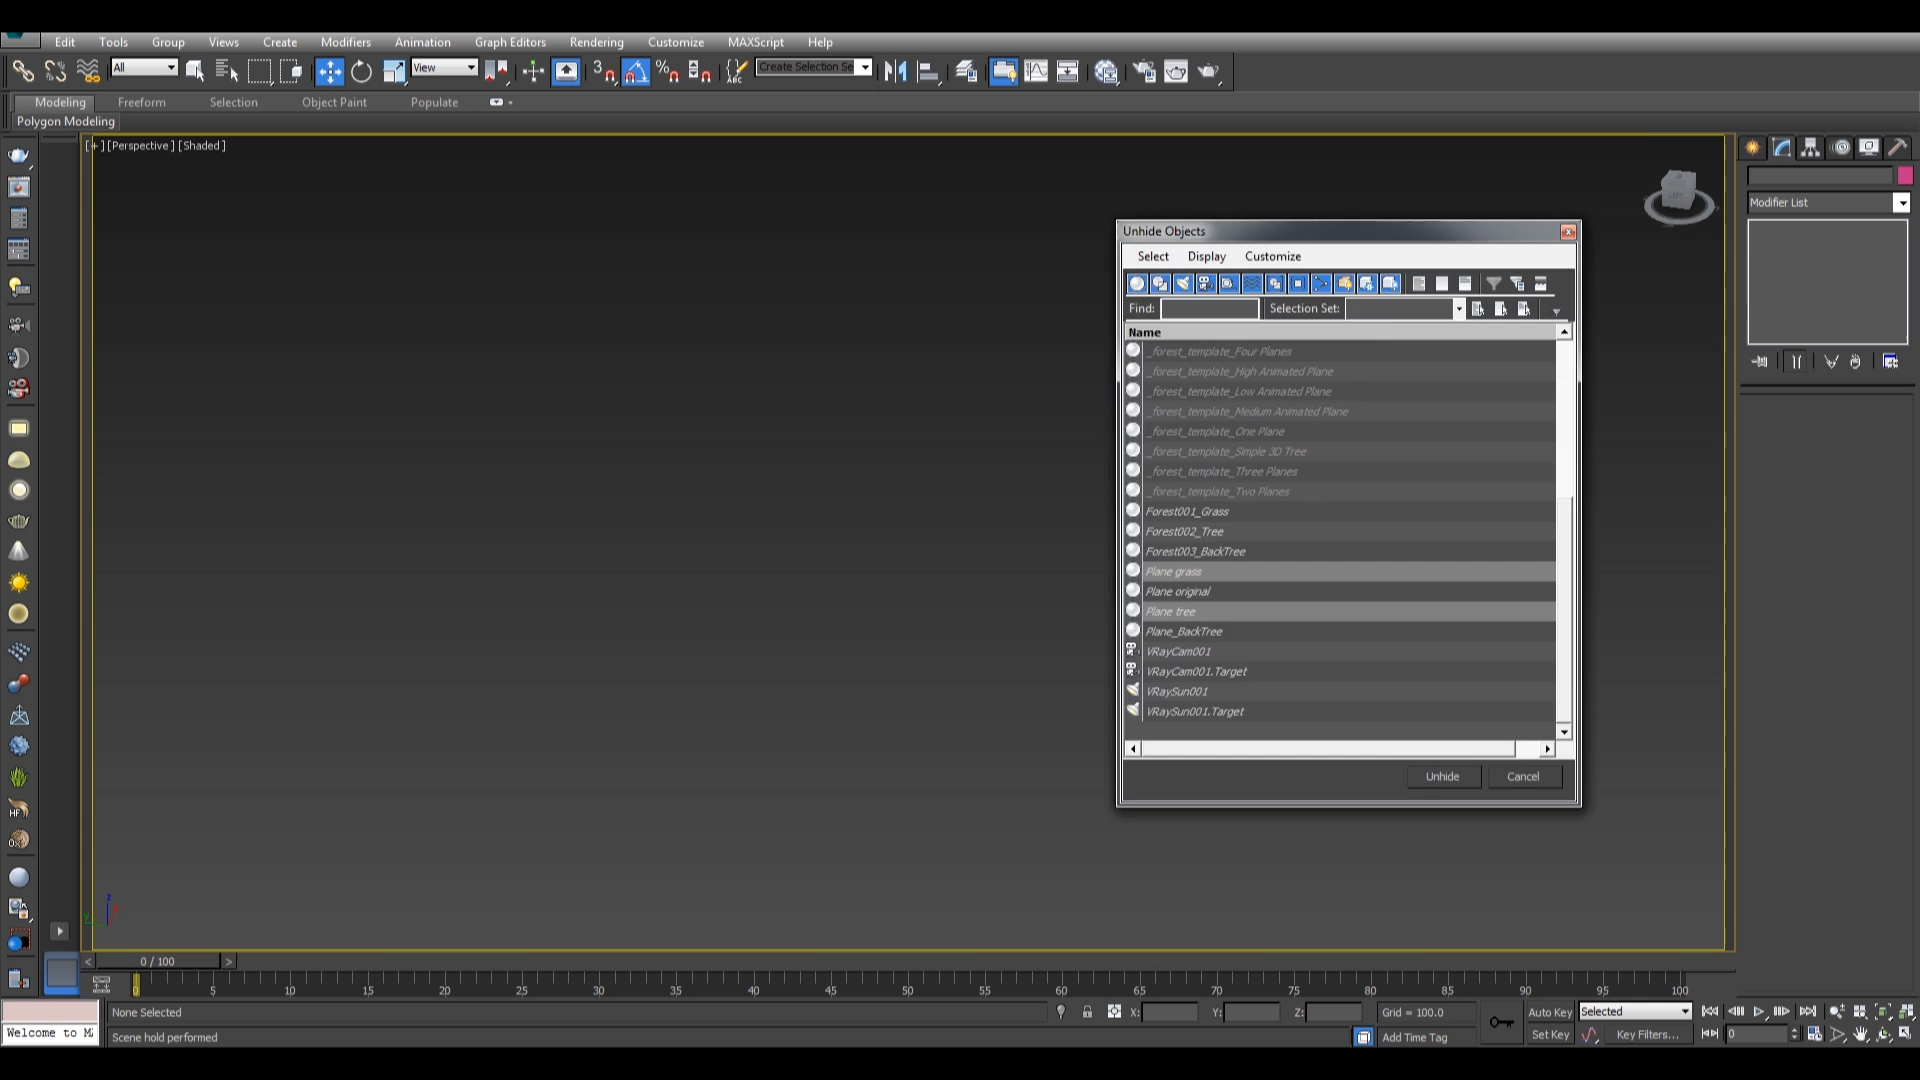 Edit Tools Group Views Create Modifiers Animation Graph Editors Rendering Customize MAXScript Help
All View 3 % ABC Create Selection Se
Modeling Freeform Selection Object Paint Populate
Polygon Modeling
[+][Perspective][Shaded]
Modifier List
Unhide Objects
Select Display Customize
Find: Selection Set:
Name
_forest_template_Four Planes
_forest_template_High Animated Plane
_forest_template_Low Animated Plane
_forest_template_Medium Animated Plane
_forest_template_One Plane
_forest_template_Simple 3D Tree
_forest_template_Three Planes
_forest_template_Two Planes
Forest001_Grass
Forest002_Tree
Forest003_BackTree
Plane grass
Plane original
Plane tree
Plane_BackTree
VRayCam001
VRayCam001.Target
VRaySun001
VRaySun001.Target
Unhide Cancel
HF
z
y
< 0 / 100 >
0 5 10 15 20 25 30 35 40 45 50 55 60 65 70 75 80 85 90 95 100
None Selected X: Y: Z: Grid = 100.0 Auto Key Selected
Welcome to M Scene hold performed Add Time Tag Set Key Key Filters... 0